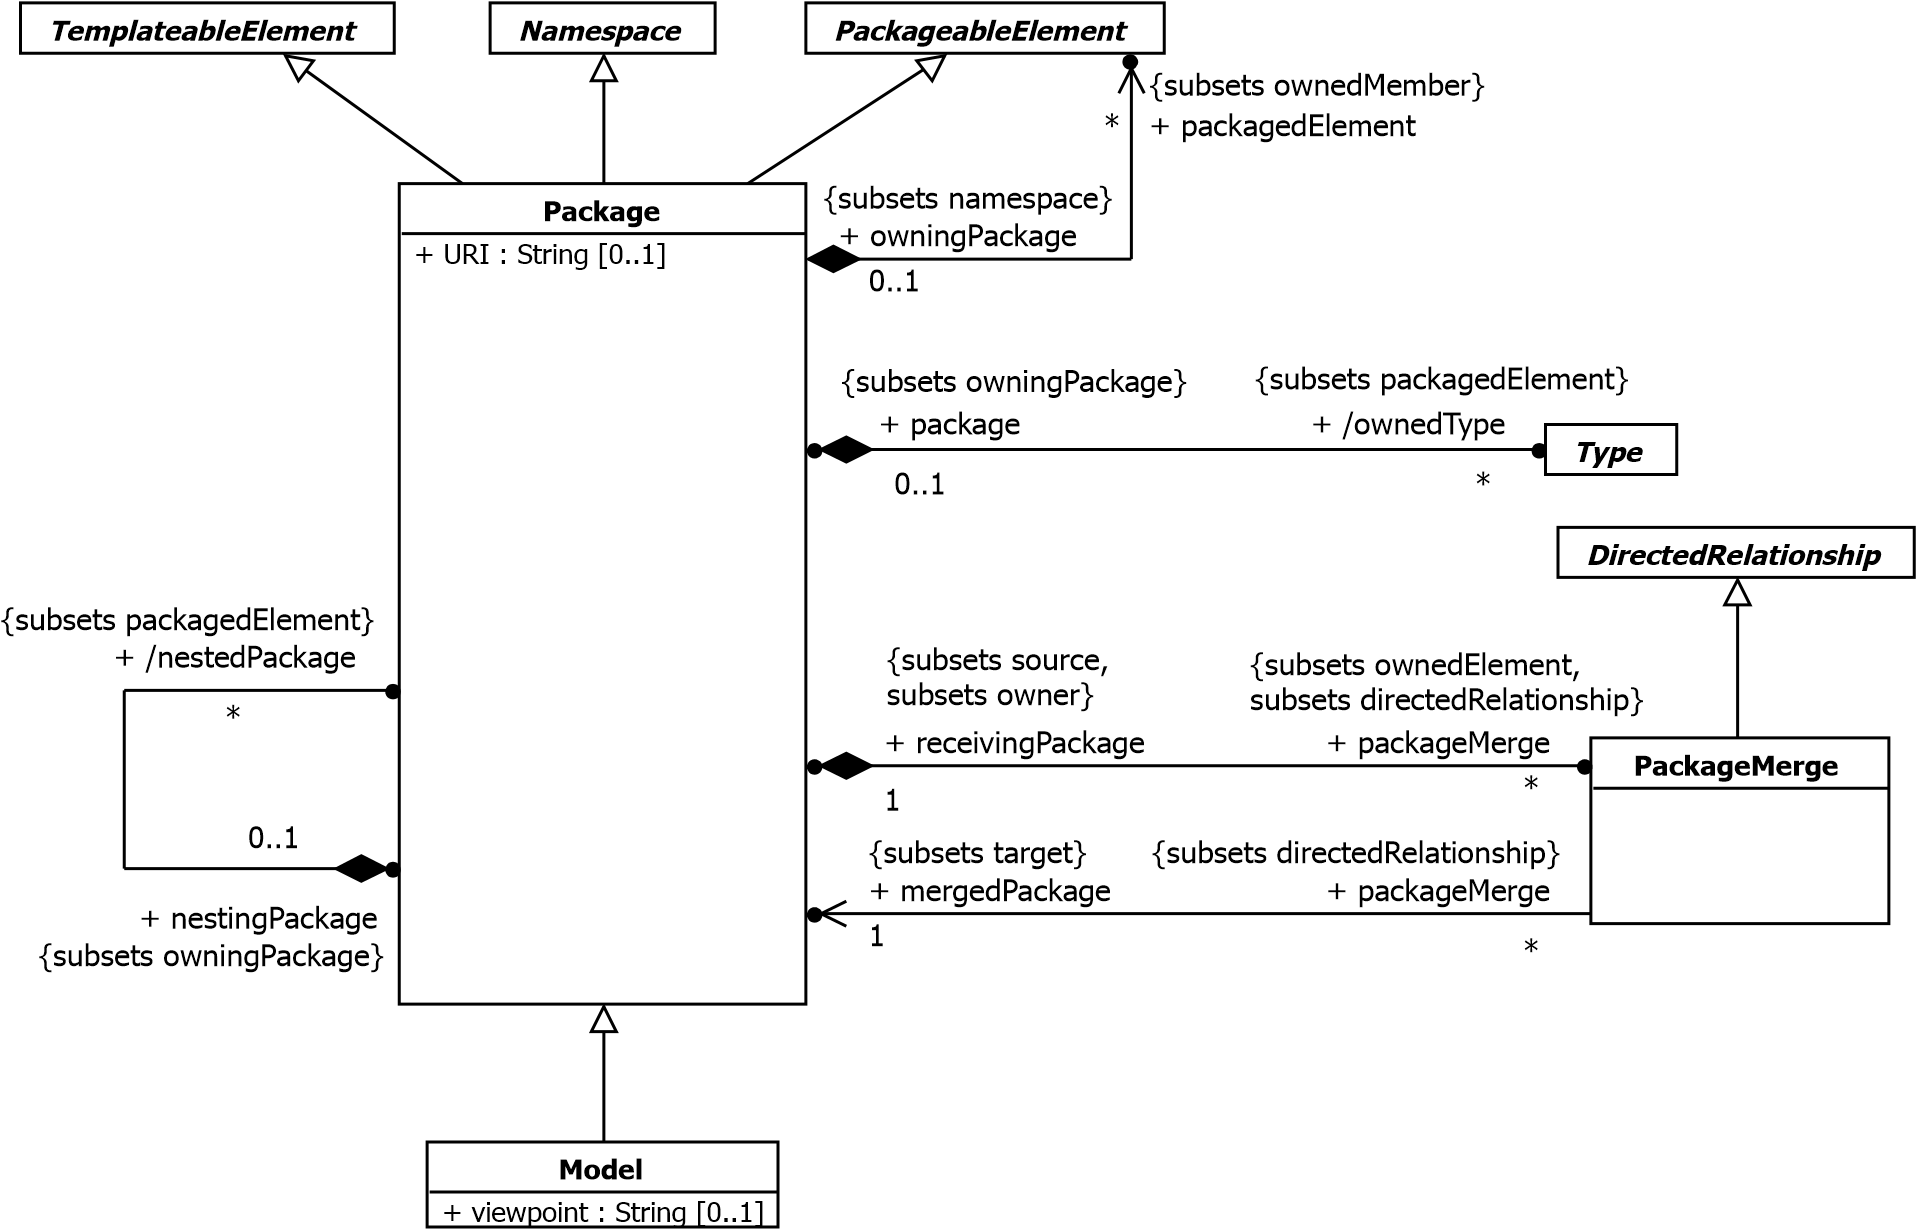 TemplateableElement
Namespace
PackageableElement
{subsets ownedMember}
* + packagedElement
{subsets namespace}
+ owningPackage
0..1
Package
+ URI : String [0..1]
{subsets owningPackage}
+ package
0..1
{subsets packagedElement}
+ /ownedType
*
Type
DirectedRelationship
{subsets packagedElement}
+ /nestedPackage
*
0..1
+ nestingPackage
{subsets owningPackage}
{subsets source,
subsets owner}
+ receivingPackage
1
{subsets ownedElement,
subsets directedRelationship}
+ packageMerge
*
PackageMerge
{subsets target}
+ mergedPackage
1
{subsets directedRelationship}
+ packageMerge
*
Model
+ viewpoint : String [0..1]